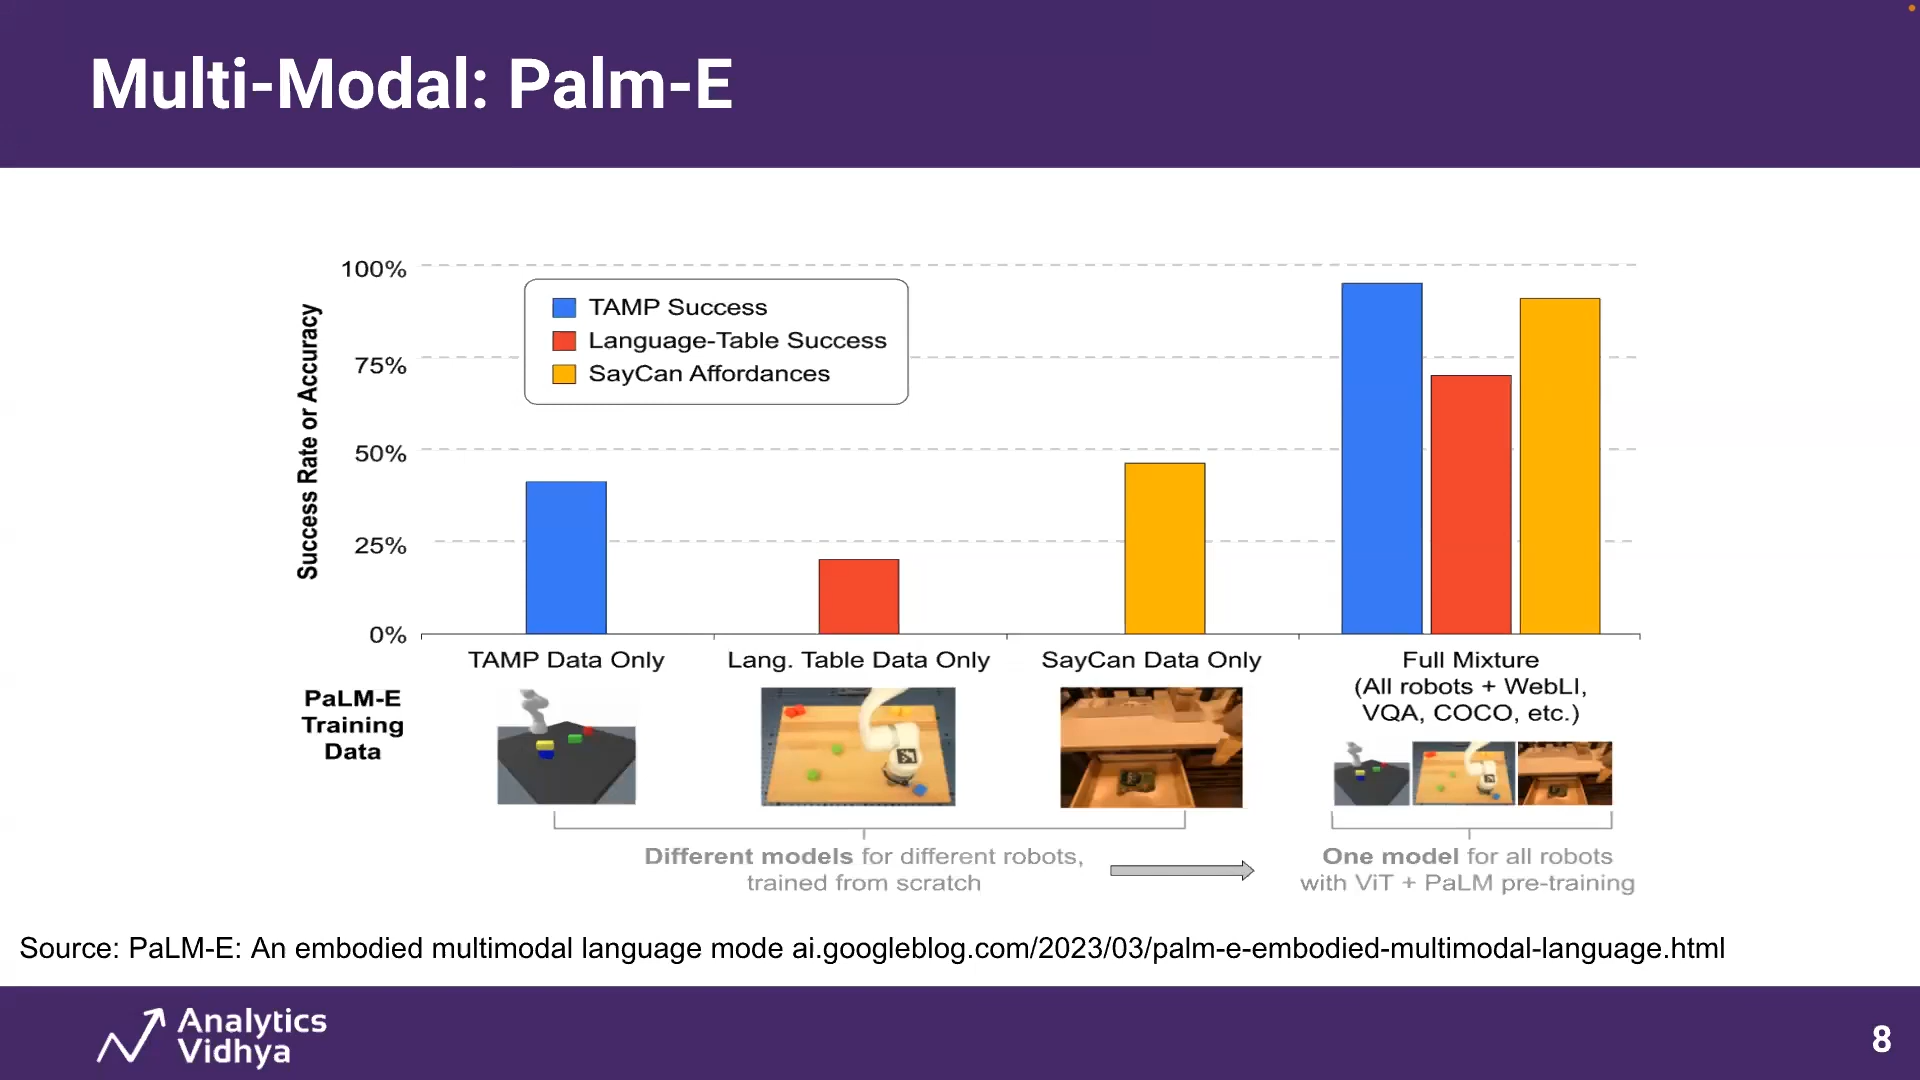 Multi-Modal: Palm-E
100%
75%
50%
25%
0%
Success Rate or Accuracy
TAMP Success
Language-Table Success
SayCan Affordances
TAMP Data Only
Lang. Table Data Only
SayCan Data Only
Full Mixture
(All robots + WebLI,
VQA, COCO, etc.)
PaLM-E
Training
Data
Different models for different robots,
trained from scratch
One model for all robots
with ViT + PaLM pre-training
Source: PaLM-E: An embodied multimodal language mode ai.googleblog.com/2023/03/palm-e-embodied-multimodal-language.html
Analytics
Vidhya
8